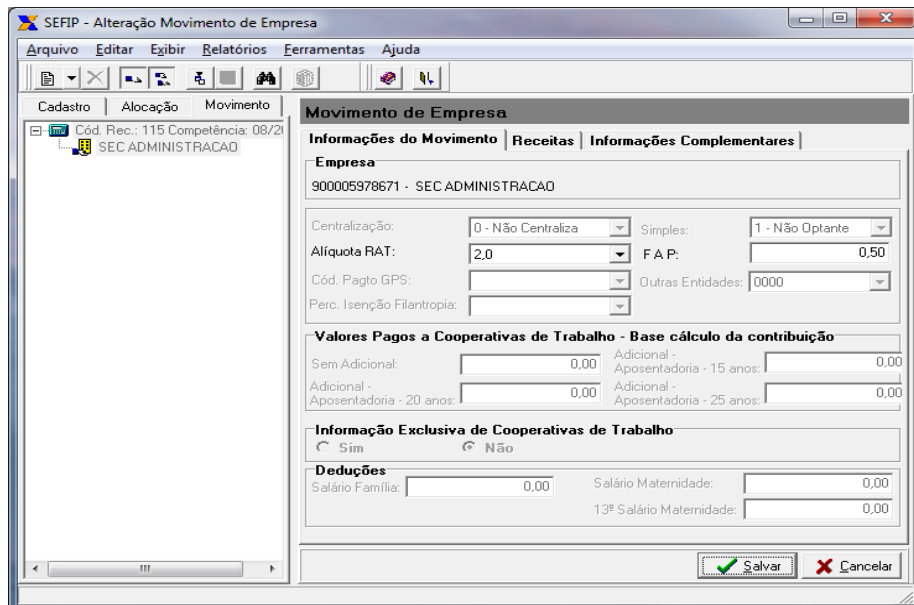 SEFIP - Alteração Movimento de Empresa
Arquivo Editar Exibir Relatórios Ferramentas Ajuda
Cadastro Alocação Movimento
Cód. Rec.: 115 Competência: 08/20
SEC ADMINISTRACAO
Movimento de Empresa
Informações do Movimento Receitas Informações Complementares
Empresa
900005978671 - SEC ADMINISTRACAO
Centralização: 0 - Não Centraliza Simples: 1 - Não Optante
Alíquota RAT: 2,0 F A P: 0,50
Cód. Pagto GPS: Outras Entidades: 0000
Perc. Isenção Filantropia:
Valores Pagos a Cooperativas de Trabalho - Base cálculo da contribuição
Sem Adicional: 0,00 Adicional - Aposentadoria - 15 anos: 0,00
Adicional - Aposentadoria - 20 anos: 0,00 Adicional - Aposentadoria - 25 anos: 0,00
Informação Exclusiva de Cooperativas de Trabalho
Sim Não
Deduções
Salário Família: 0,00 Salário Maternidade: 0,00
13º Salário Maternidade: 0,00
Salvar Cancelar